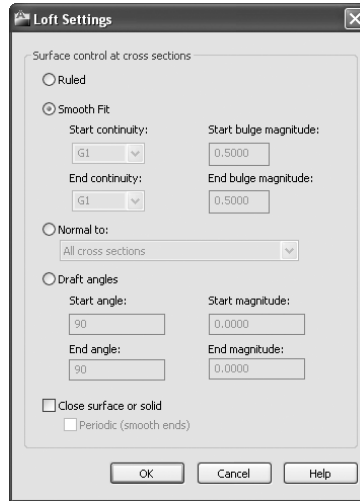 Loft Settings
Surface control at cross sections
Ruled
Smooth Fit
Start continuity: Start bulge magnitude:
G1 0.5000
End continuity: End bulge magnitude:
G1 0.5000
Normal to:
All cross sections
Draft angles
Start angle: Start magnitude:
90 0.0000
End angle: End magnitude:
90 0.0000
Close surface or solid
Periodic (smooth ends)
OK Cancel Help